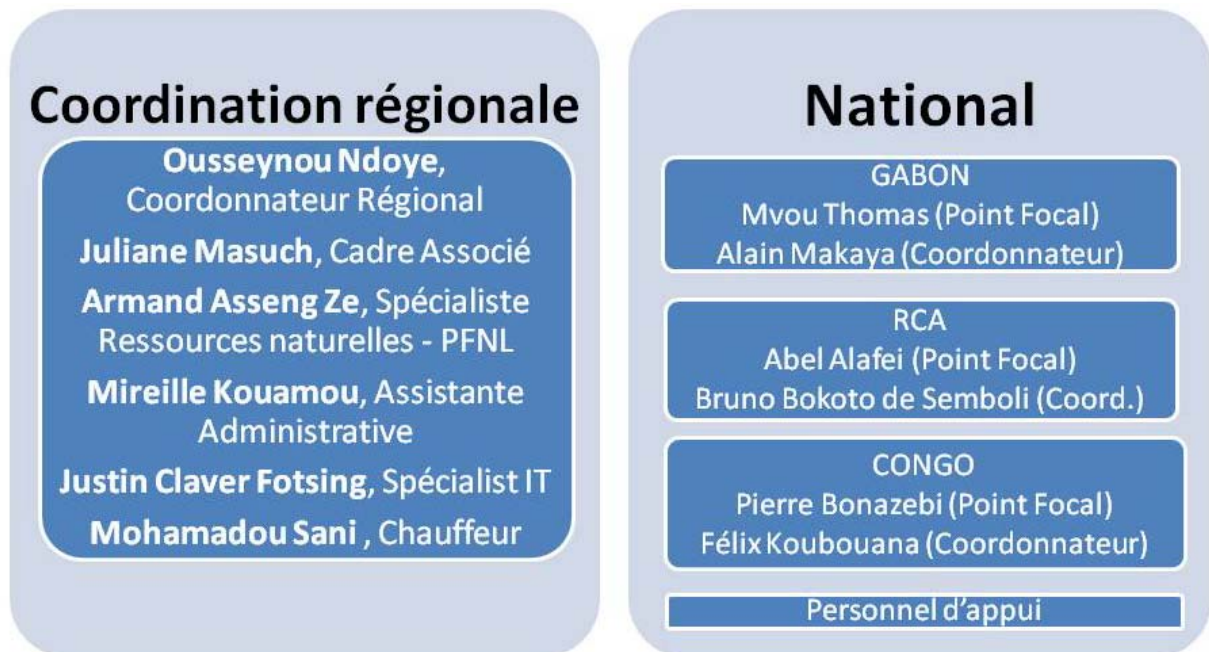 Coordination régionale
Ousseynou Ndoye,
Coordonnateur Régional
Juliane Masuch, Cadre Associé
Armand Asseng Ze, Spécialiste
Ressources naturelles - PFNL
Mireille Kouamou, Assistante
Administrative
Justin Claver Fotsing, Spécialist IT
Mohamadou Sani , Chauffeur
National
GABON
Mvou Thomas (Point Focal)
Alain Makaya (Coordonnateur)
RCA
Abel Alafei (Point Focal)
Bruno Bokoto de Semboli (Coord.)
CONGO
Pierre Bonazebi (Point Focal)
Félix Koubouana (Coordonnateur)
Personnel d’appui